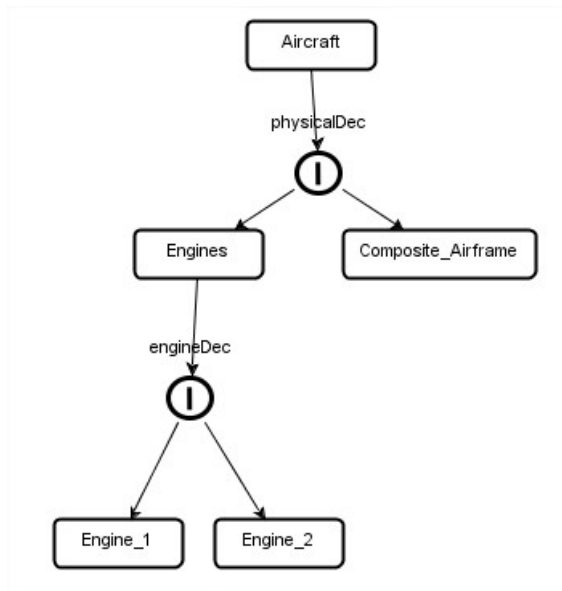 Aircraft
physicalDec
I
Engines
Composite_Airframe
engineDec
I
Engine_1
Engine_2